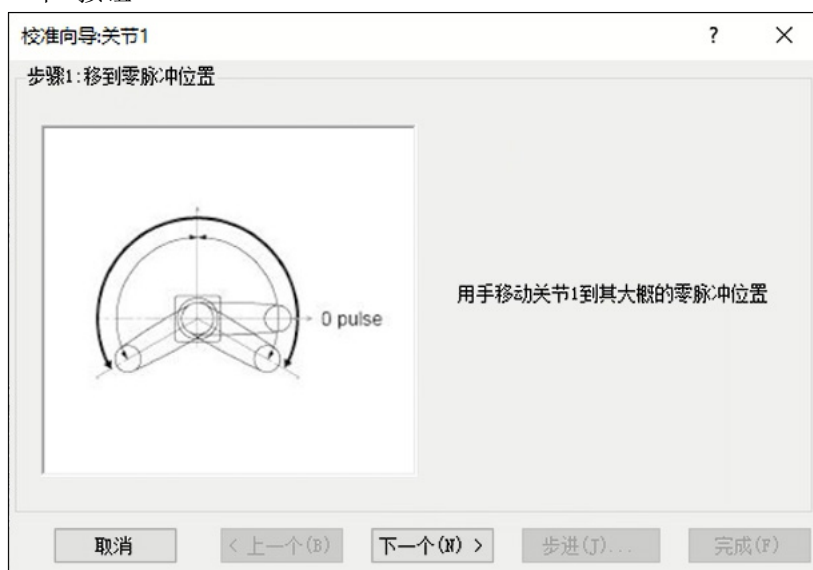 校准向导:关节1
?
×
步骤1:移到零脉冲位置
0 pulse
用手移动关节1到其大概的零脉冲位置
取消
< 上一个(B)
下一个(N) >
步进(J)...
完成(F)